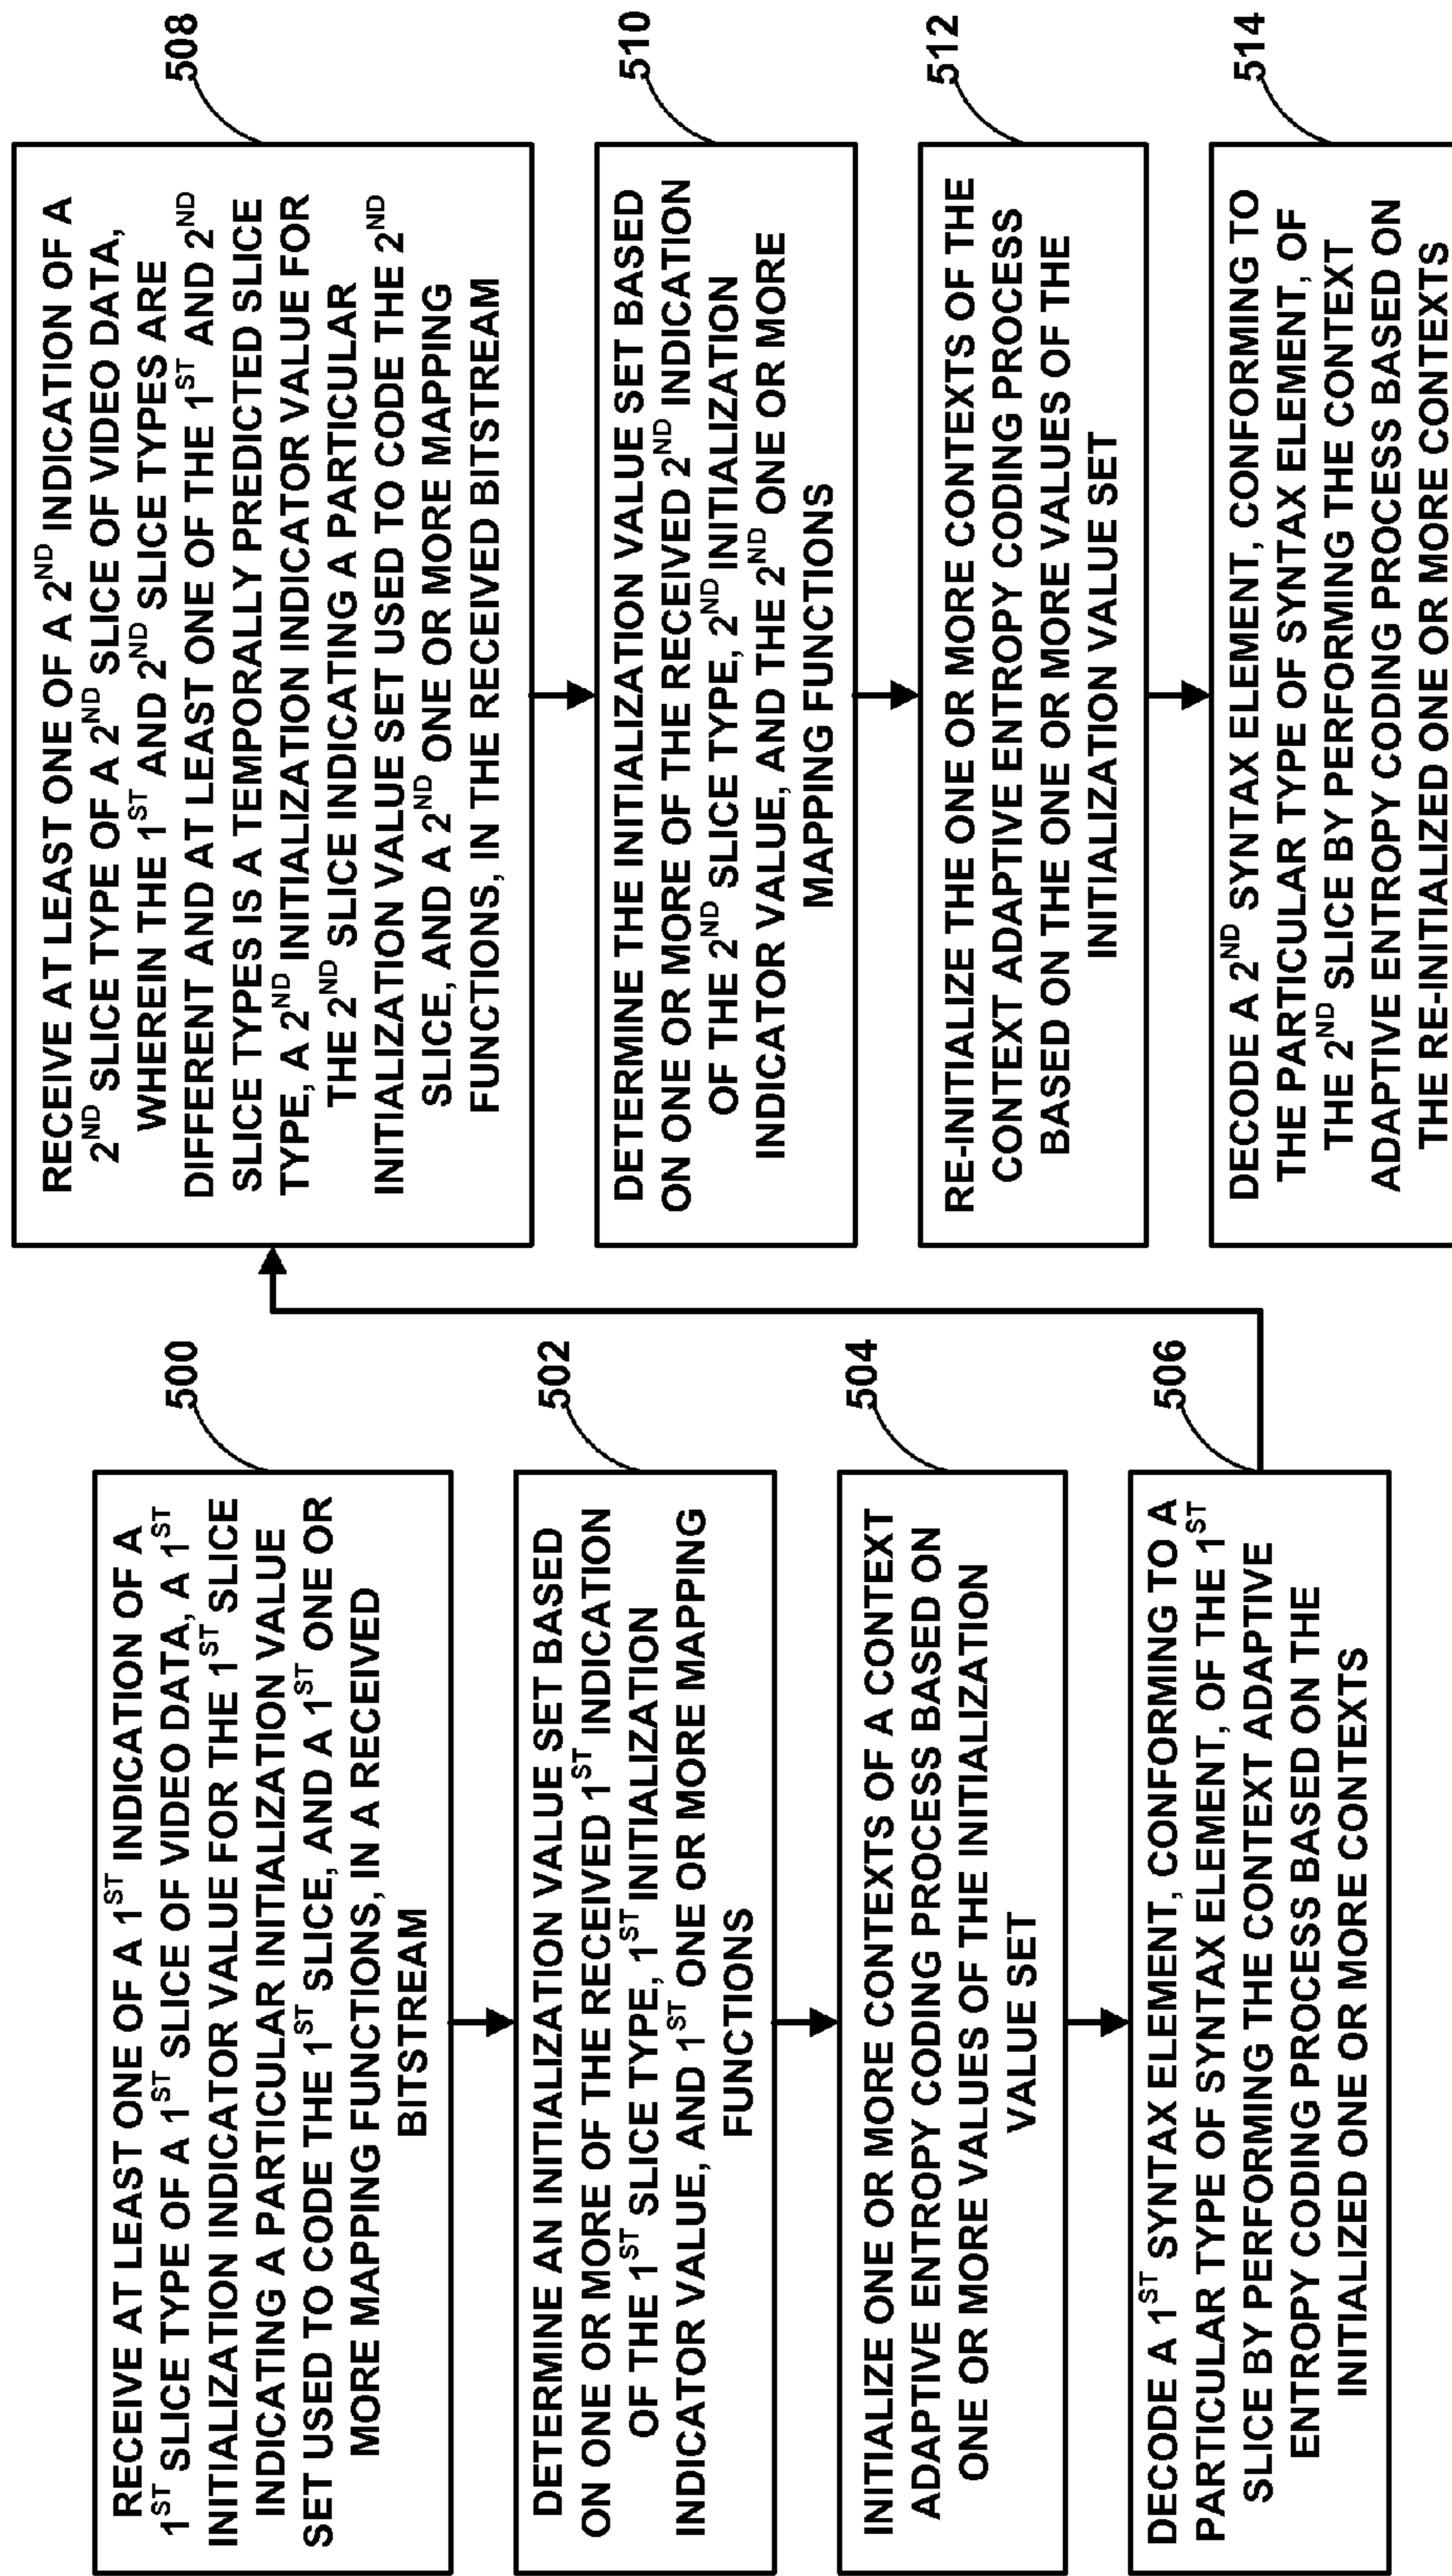 RECEIVE AT LEAST ONE OF A 1ST INDICATION OF A
1ST SLICE TYPE OF A 1ST SLICE OF VIDEO DATA, A 1ST
INITIALIZATION INDICATOR VALUE FOR THE 1ST SLICE
INDICATING A PARTICULAR INITIALIZATION VALUE
SET USED TO CODE THE 1ST SLICE, AND A 1ST ONE OR
MORE MAPPING FUNCTIONS, IN A RECEIVED
BITSTREAM
500
DETERMINE AN INITIALIZATION VALUE SET BASED
ON ONE OR MORE OF THE RECEIVED 1ST INDICATION
OF THE 1ST SLICE TYPE, 1ST INITIALIZATION
INDICATOR VALUE, AND 1ST ONE OR MORE MAPPING
FUNCTIONS
502
INITIALIZE ONE OR MORE CONTEXTS OF A CONTEXT
ADAPTIVE ENTROPY CODING PROCESS BASED ON
ONE OR MORE VALUES OF THE INITIALIZATION
VALUE SET
504
DECODE A 1ST SYNTAX ELEMENT, CONFORMING TO A
PARTICULAR TYPE OF SYNTAX ELEMENT, OF THE 1ST
SLICE BY PERFORMING THE CONTEXT ADAPTIVE
ENTROPY CODING PROCESS BASED ON THE
INITIALIZED ONE OR MORE CONTEXTS
506
RECEIVE AT LEAST ONE OF A 2ND INDICATION OF A
2ND SLICE TYPE OF A 2ND SLICE OF VIDEO DATA,
WHEREIN THE 1ST AND 2ND SLICE TYPES ARE
DIFFERENT AND AT LEAST ONE OF THE 1ST AND 2ND
SLICE TYPES IS A TEMPORALLY PREDICTED SLICE
TYPE, A 2ND INITIALIZATION INDICATOR VALUE FOR
THE 2ND SLICE INDICATING A PARTICULAR
INITIALIZATION VALUE SET USED TO CODE THE 2ND
SLICE, AND A 2ND ONE OR MORE MAPPING
FUNCTIONS, IN THE RECEIVED BITSTREAM
508
DETERMINE THE INITIALIZATION VALUE SET BASED
ON ONE OR MORE OF THE RECEIVED 2ND INDICATION
OF THE 2ND SLICE TYPE, 2ND INITIALIZATION
INDICATOR VALUE, AND THE 2ND ONE OR MORE
MAPPING FUNCTIONS
510
RE-INITIALIZE THE ONE OR MORE CONTEXTS OF THE
CONTEXT ADAPTIVE ENTROPY CODING PROCESS
BASED ON THE ONE OR MORE VALUES OF THE
INITIALIZATION VALUE SET
512
DECODE A 2ND SYNTAX ELEMENT, CONFORMING TO
THE PARTICULAR TYPE OF SYNTAX ELEMENT, OF
THE 2ND SLICE BY PERFORMING THE CONTEXT
ADAPTIVE ENTROPY CODING PROCESS BASED ON
THE RE-INITIALIZED ONE OR MORE CONTEXTS
514